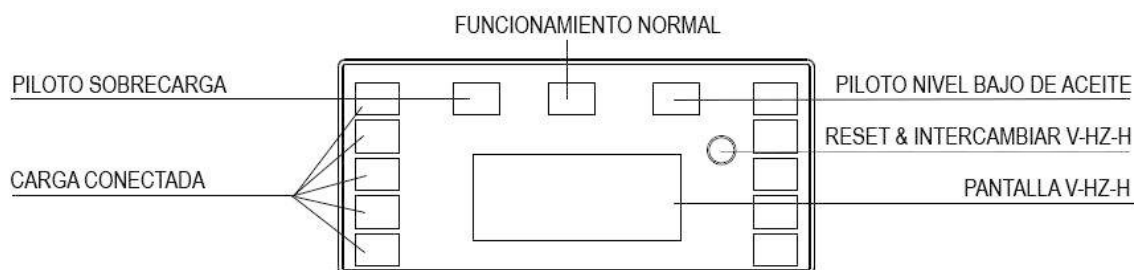 FUNCIONAMIENTO NORMAL
PILOTO SOBRECARGA
PILOTO NIVEL BAJO DE ACEITE
RESET & INTERCAMBIAR V-HZ-H
CARGA CONECTADA
PANTALLA V-HZ-H